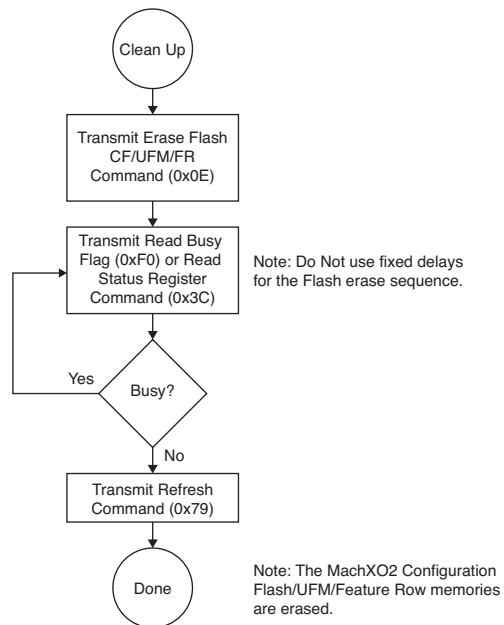 Clean Up
Transmit Erase Flash
CF/UFM/FR
Command (0x0E)
Transmit Read Busy
Flag (0xF0) or Read
Status Register
Command (0x3C)
Note: Do Not use fixed delays
for the Flash erase sequence.
Yes
Busy?
No
Transmit Refresh
Command (0x79)
Done
Note: The MachXO2 Configuration
Flash/UFM/Feature Row memories
are erased.